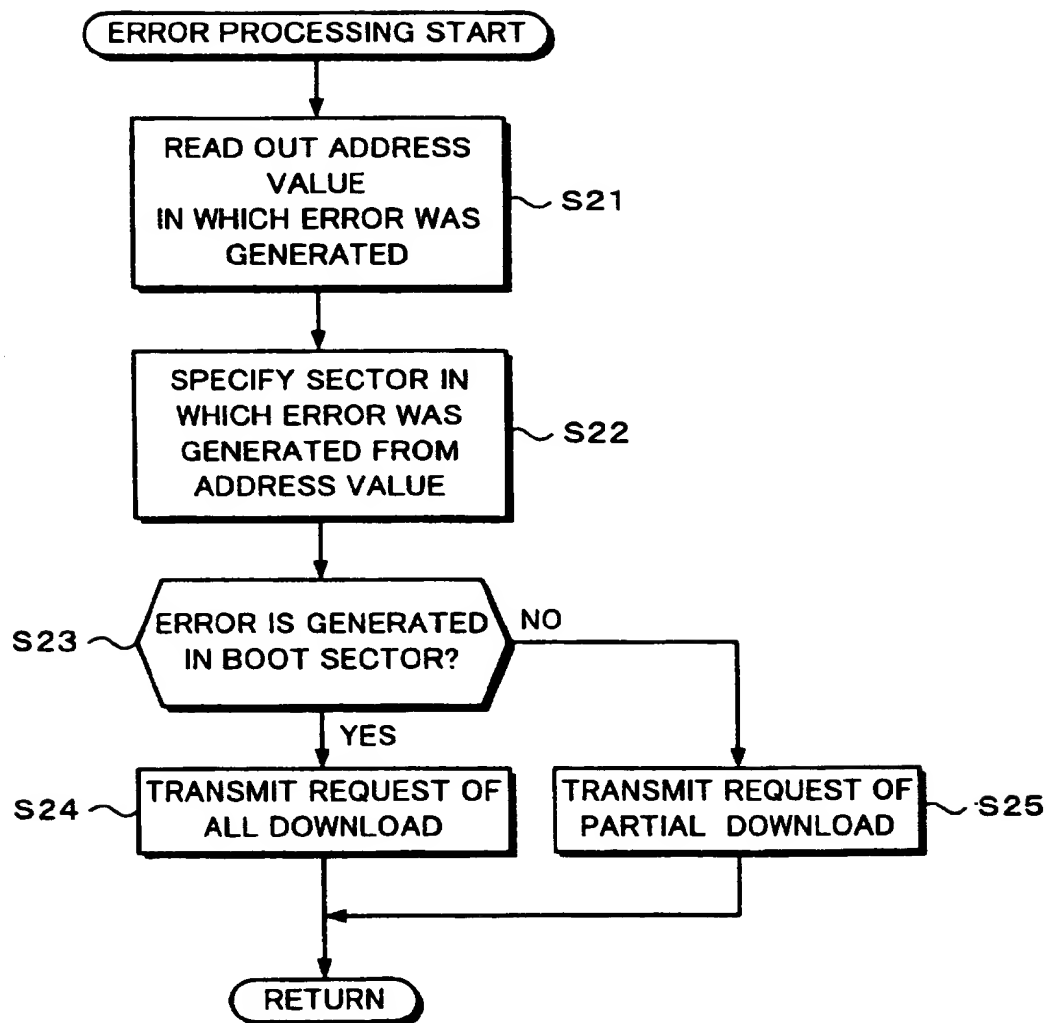 ERROR PROCESSING START
READ OUT ADDRESS
VALUE
IN WHICH ERROR WAS
GENERATED
S21
SPECIFY SECTOR IN
WHICH ERROR WAS
GENERATED FROM
ADDRESS VALUE
S22
S23
ERROR IS GENERATED
IN BOOT SECTOR?
NO
YES
S24
TRANSMIT REQUEST OF
ALL DOWNLOAD
TRANSMIT REQUEST OF
PARTIAL DOWNLOAD
S25
RETURN